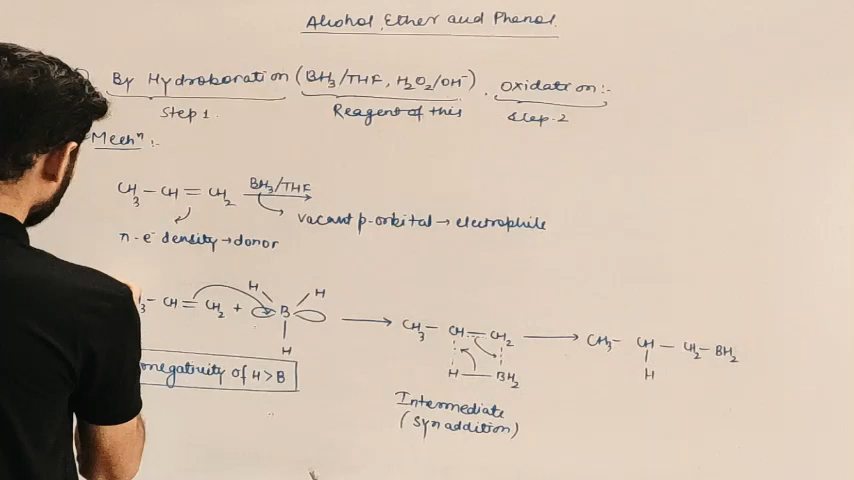 Alcohol, Ether and Phenol.
By Hydroboration (BH3/THF, H2O2/OH-). Oxidation:-
Step 1 Reagent of this Step-2
Mechn :-
CH3-CH=CH2 BH3/THF
vacant p-orbital → electrophile
π-e- density → donor
3-CH=CH2 + H B H H → CH3-CH=CH2 H-BH2 → CH3-CH-CH2-BH2 H
onegativity of H>B
Intermediate
(Syn addition)